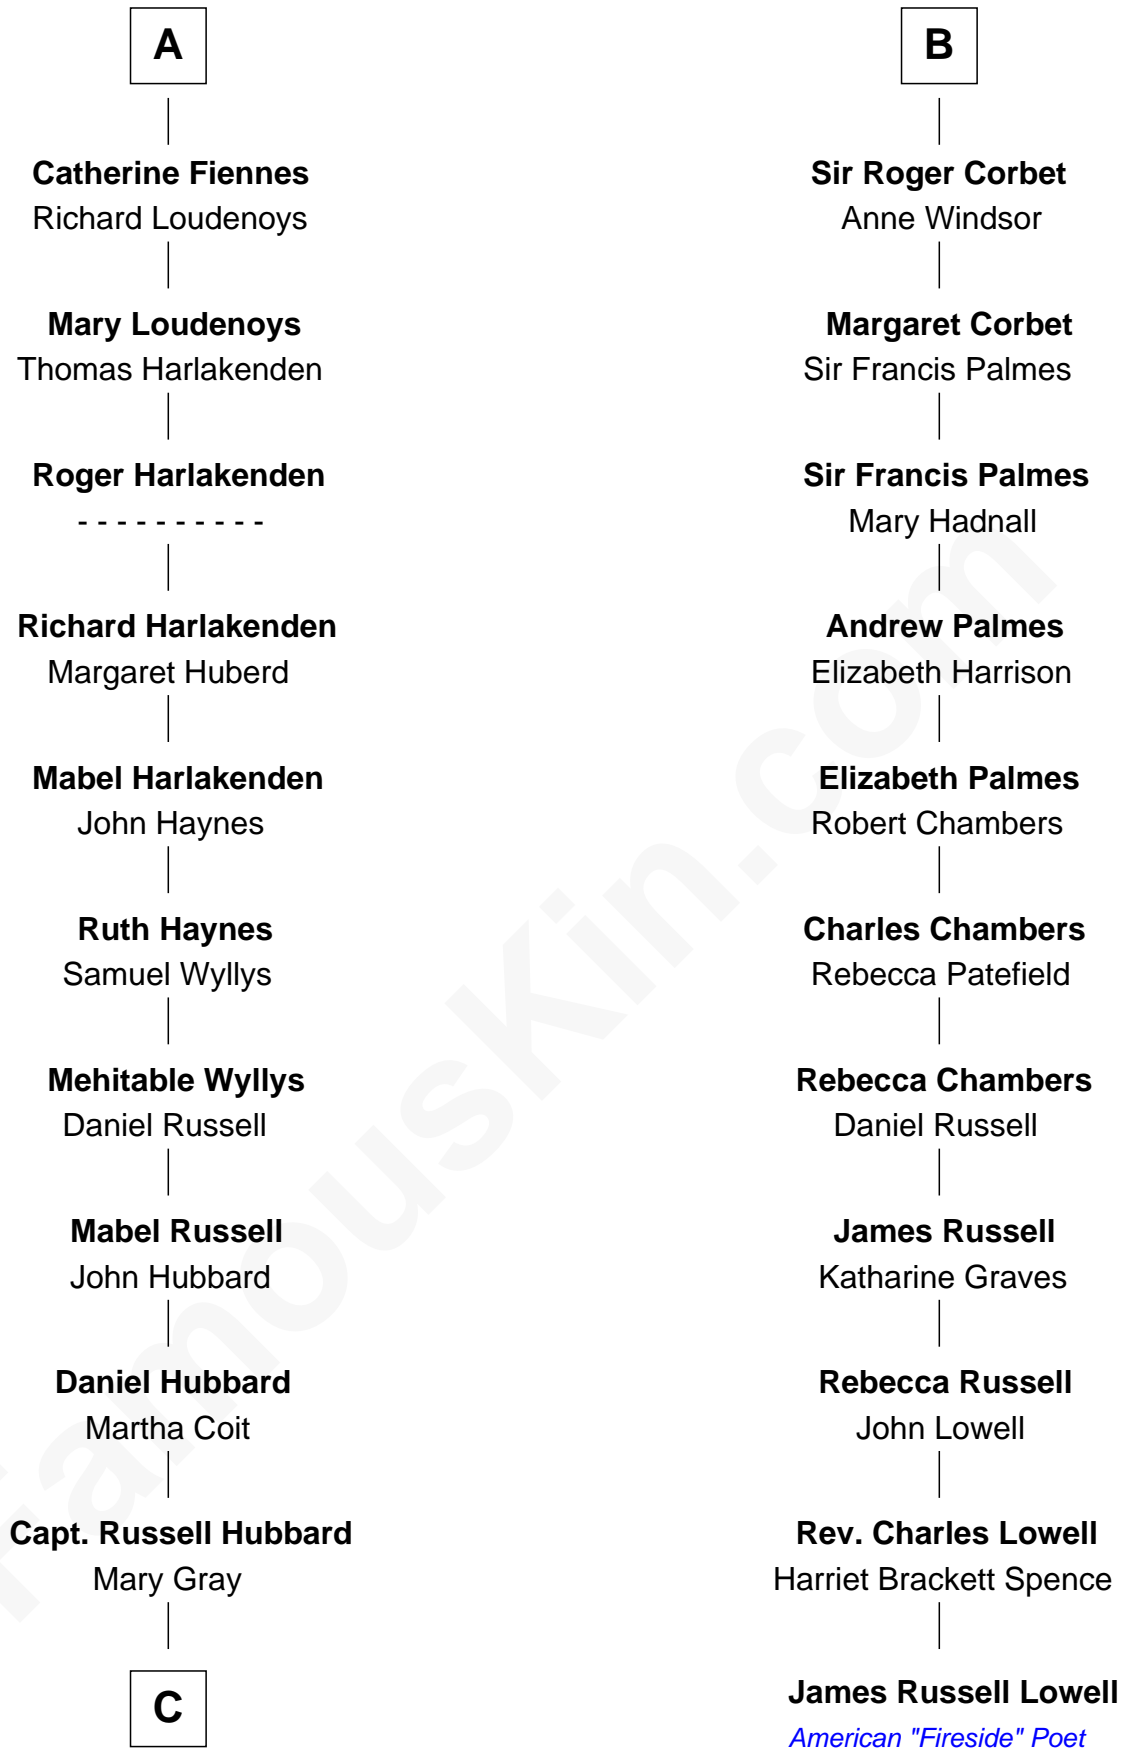 A
Catherine Fiennes
Richard Loudenoys
Mary Loudenoys
Thomas Harlakenden
Roger Harlakenden
- - - - - - - - - -
Richard Harlakenden
Margaret Huberd
Mabel Harlakenden
John Haynes
Ruth Haynes
Samuel Wyllys
Mehitable Wyllys
Daniel Russell
Mabel Russell
John Hubbard
Daniel Hubbard
Martha Coit
Capt. Russell Hubbard
Mary Gray
C
B
Sir Roger Corbet
Anne Windsor
Margaret Corbet
Sir Francis Palmes
Sir Francis Palmes
Mary Hadnall
Andrew Palmes
Elizabeth Harrison
Elizabeth Palmes
Robert Chambers
Charles Chambers
Rebecca Patefield
Rebecca Chambers
Daniel Russell
James Russell
Katharine Graves
Rebecca Russell
John Lowell
Rev. Charles Lowell
Harriet Brackett Spence
James Russell Lowell
American "Fireside" Poet
FamousKin.com